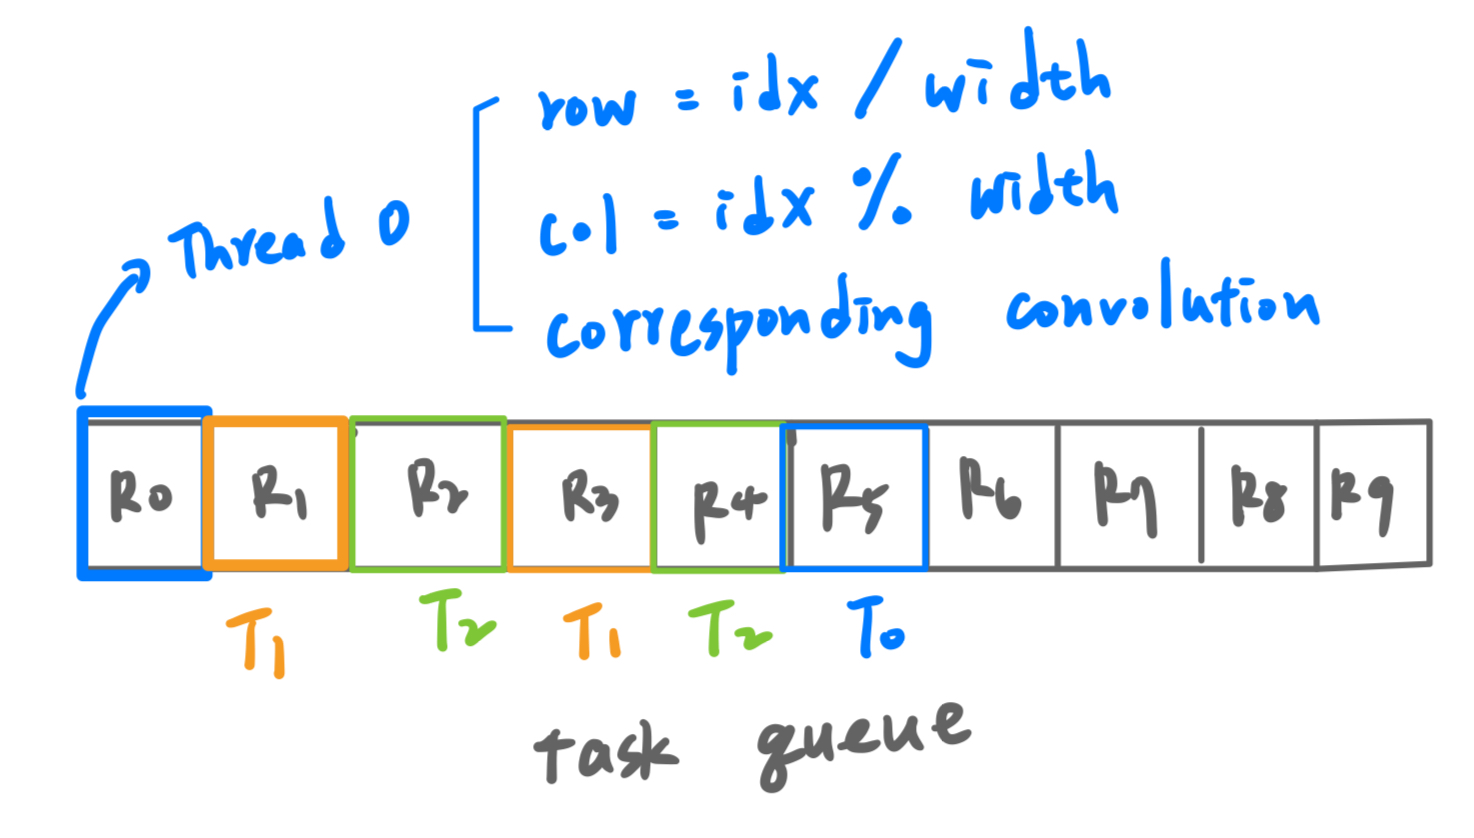 row = idx / width
col = idx % width
Thread 0
corresponding convolution
R0 R1 R2 R3 R4 R5 R6 R7 R8 R9
T1 T2 T1 T2 T0
task queue